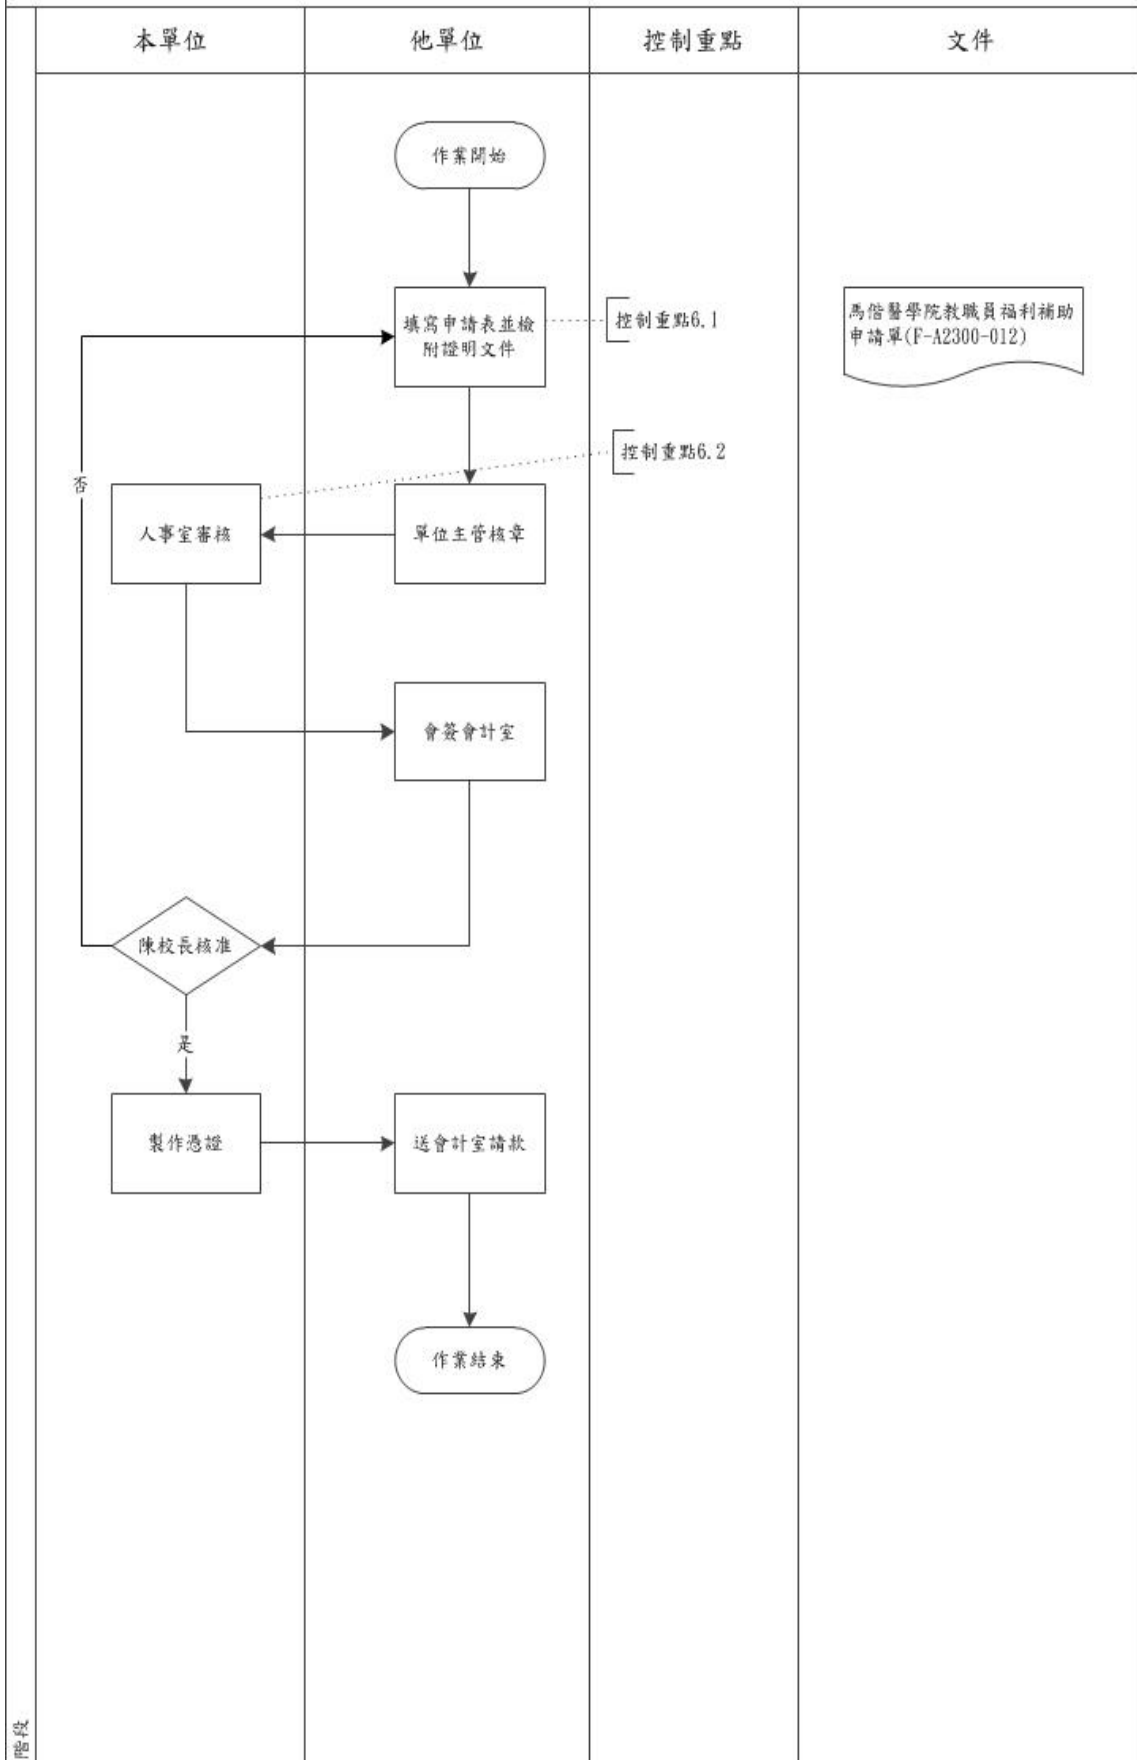 本單位
他單位
控制重點
文件
作業開始
填寫申請表並檢
附證明文件
控制重點6.1
馬偕醫學院教職員福利補助
申請單(F-A2300-012)
控制重點6.2
否
人事室審核
單位主管核章
會簽會計室
陳校長核准
是
製作憑證
送會計室請款
作業結束
階段